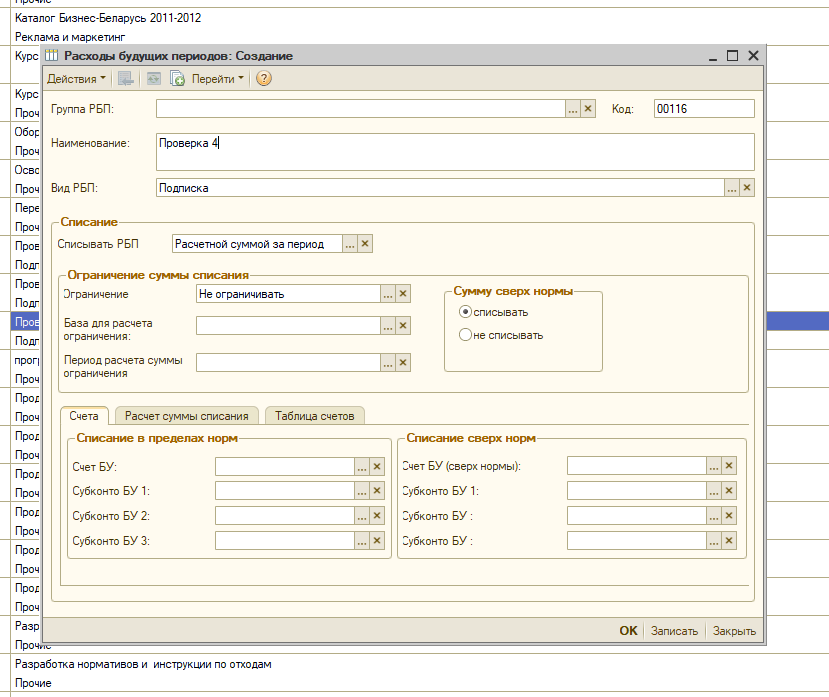 Каталог Бизнес-Беларусь 2011-2012
Реклама и маркетинг
Курс
Расходы будущих периодов: Создание
Действия
Перейти
Курс
Группа РБП:
Код:
00116
Проч
Обор
Наименование:
Проверка 4
Проч
Осво
Вид РБП:
Подписка
Проч
Пере
Проч
Списание
Пров
Списывать РБП
Расчетной суммой за период
Подп
Ограничение суммы списания
Пров
Ограничение
Не ограничивать
Сумму сверх нормы
Подп
списывать
Пров
База для расчета
ограничения:
не списывать
Подп
прог
Период расчета суммы
ограничения
Проч
Прод
Проч
Счета
Расчет суммы списания
Таблица счетов
Прод
Списание в пределах норм
Списание сверх норм
Проч
Счет БУ:
Счет БУ (сверх нормы):
Прод
Проч
Субконто БУ 1:
Субконто БУ 1:
Прод
Субконто БУ 2:
Субконто БУ :
Проч
Субконто БУ 3:
Субконто БУ :
Прод
Проч
Прод
Проч
Разр
OK
Записать
Закрыть
Прочие
Разработка нормативов и инструкции по отходам
Прочие